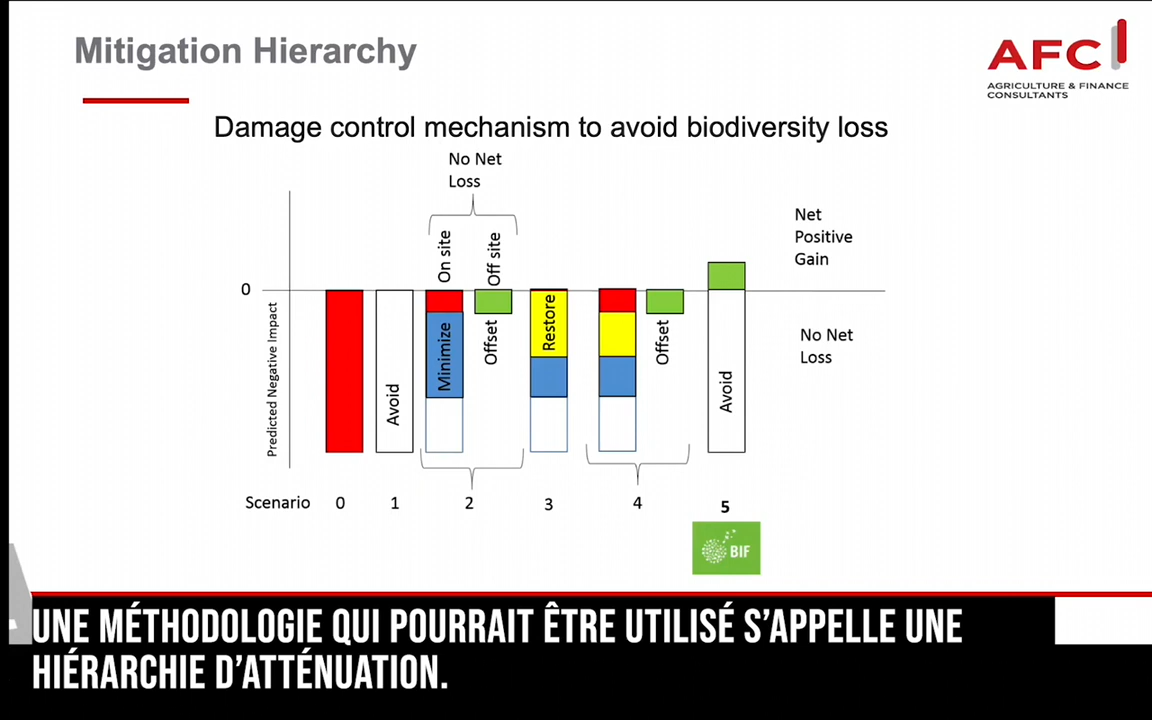 Mitigation Hierarchy
AFC
AGRICULTURE & FINANCE
CONSULTANTS
Damage control mechanism to avoid biodiversity loss
No Net
Loss
On site
Off site
Net
Positive
Gain
0
Predicted Negative Impact
Avoid
Minimize
Offset
Restore
Offset
Avoid
No Net
Loss
Scenario 0 1 2 3 4 5
BIF
UNE MÉTHODOLOGIE QUI POURRAIT ÊTRE UTILISÉ S’APPELLE UNE
HIÉRARCHIE D’ATTÉNUATION.